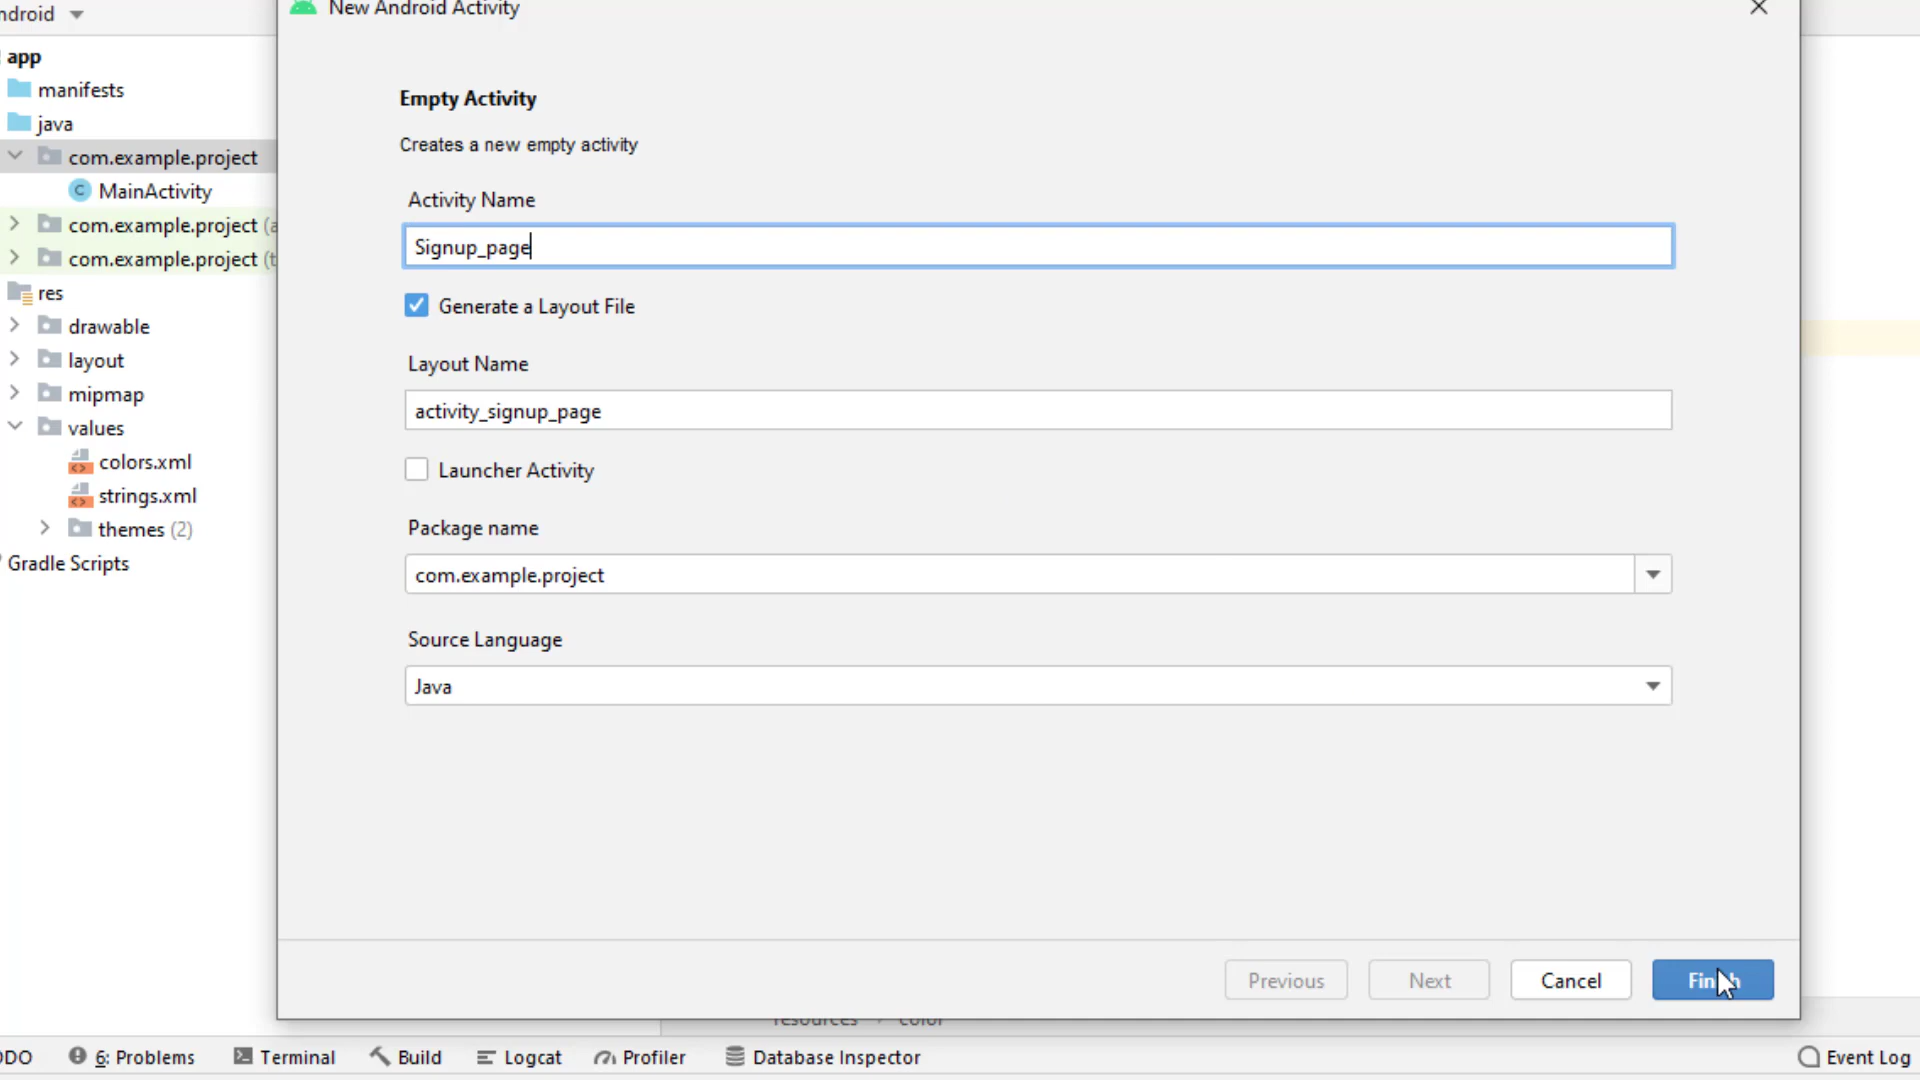 ndroid
New Android Activity
app
manifests
java
com.example.project
MainActivity
com.example.project (a
com.example.project (t
res
drawable
layout
mipmap
values
colors.xml
strings.xml
themes (2)
Gradle Scripts
Empty Activity
Creates a new empty activity
Activity Name
Signup_page
Generate a Layout File
Layout Name
activity_signup_page
Launcher Activity
Package name
com.example.project
Source Language
Java
Previous
Next
Cancel
Finish
resources
color
ODO
6: Problems
Terminal
Build
Logcat
Profiler
Database Inspector
Event Log